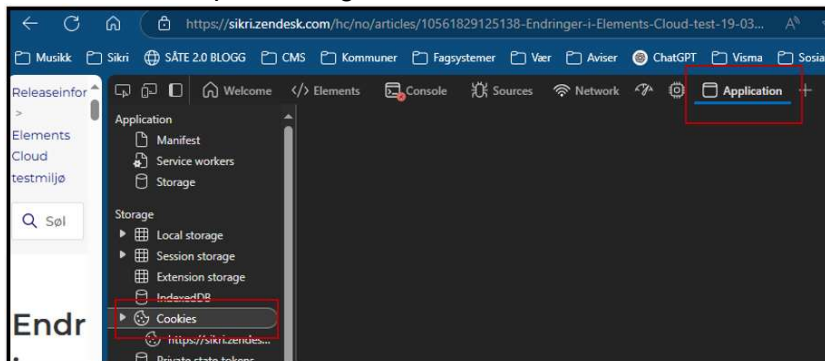 https://sikri.zendesk.com/hc/no/articles/10561829125138-Endringer-i-Elements-Cloud-test-19-03...
Musikk Sikri SÅTE 2.0 BLOGG CMS Kommuner Fagsystemer Vær Aviser ChatGPT Visma Sosia
Releaseinfor
>
Elements
Cloud
testmiljø
Søl
Endr
Welcome </> Elements Console Sources Network Application +
Application
Manifest
Service workers
Storage
Storage
Local storage
Session storage
Extension storage
IndexedDB
Cookies
https://sikri.zendes...
Private state tokens